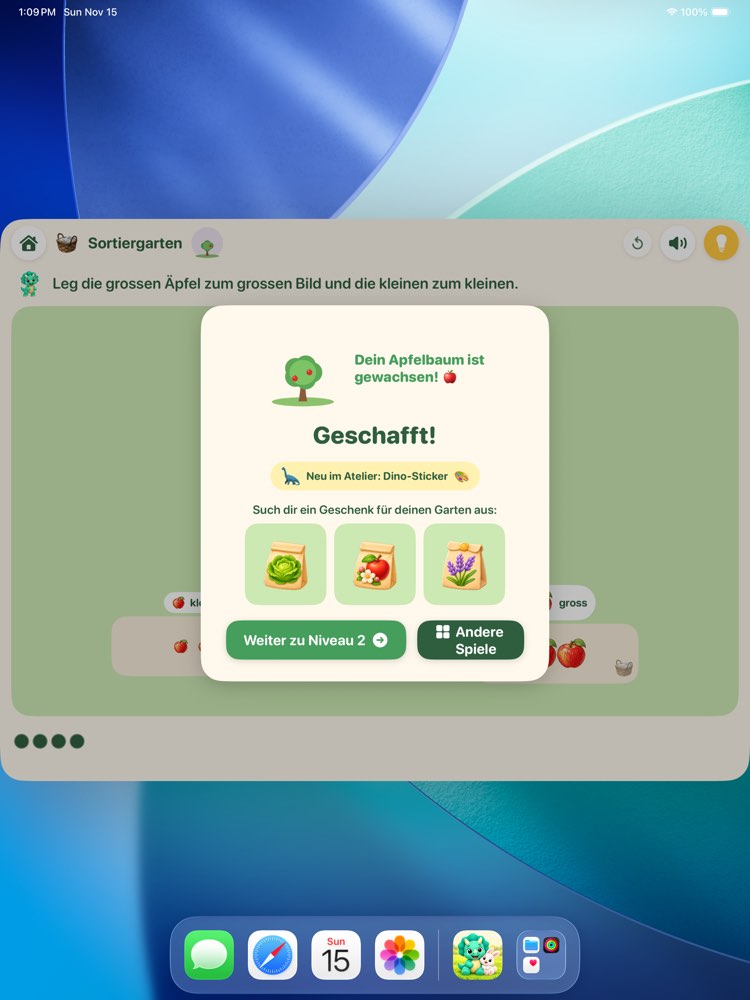 1:09 PM Sun Nov 15
100%
Sortiergarten
Leg die grossen Äpfel zum grossen Bild und die kleinen zum kleinen.
Dein Apfelbaum ist
gewachsen!
Geschafft!
Neu im Atelier: Dino-Sticker
Such dir ein Geschenk für deinen Garten aus:
gross
Weiter zu Niveau 2
Andere
Spiele
Sun
15